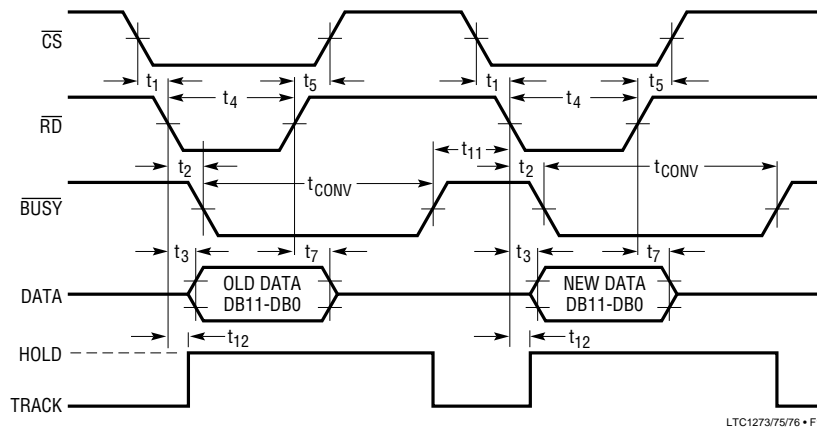 CS
t1 t5 t1 t5
t4 t4
RD
t2 t11 t2
tCONV tCONV
BUSY
t3 t7 t3 t7
DATA OLD DATA NEW DATA
DB11-DB0 DB11-DB0
t12 t12
HOLD
TRACK
LTC1273/75/76 • F